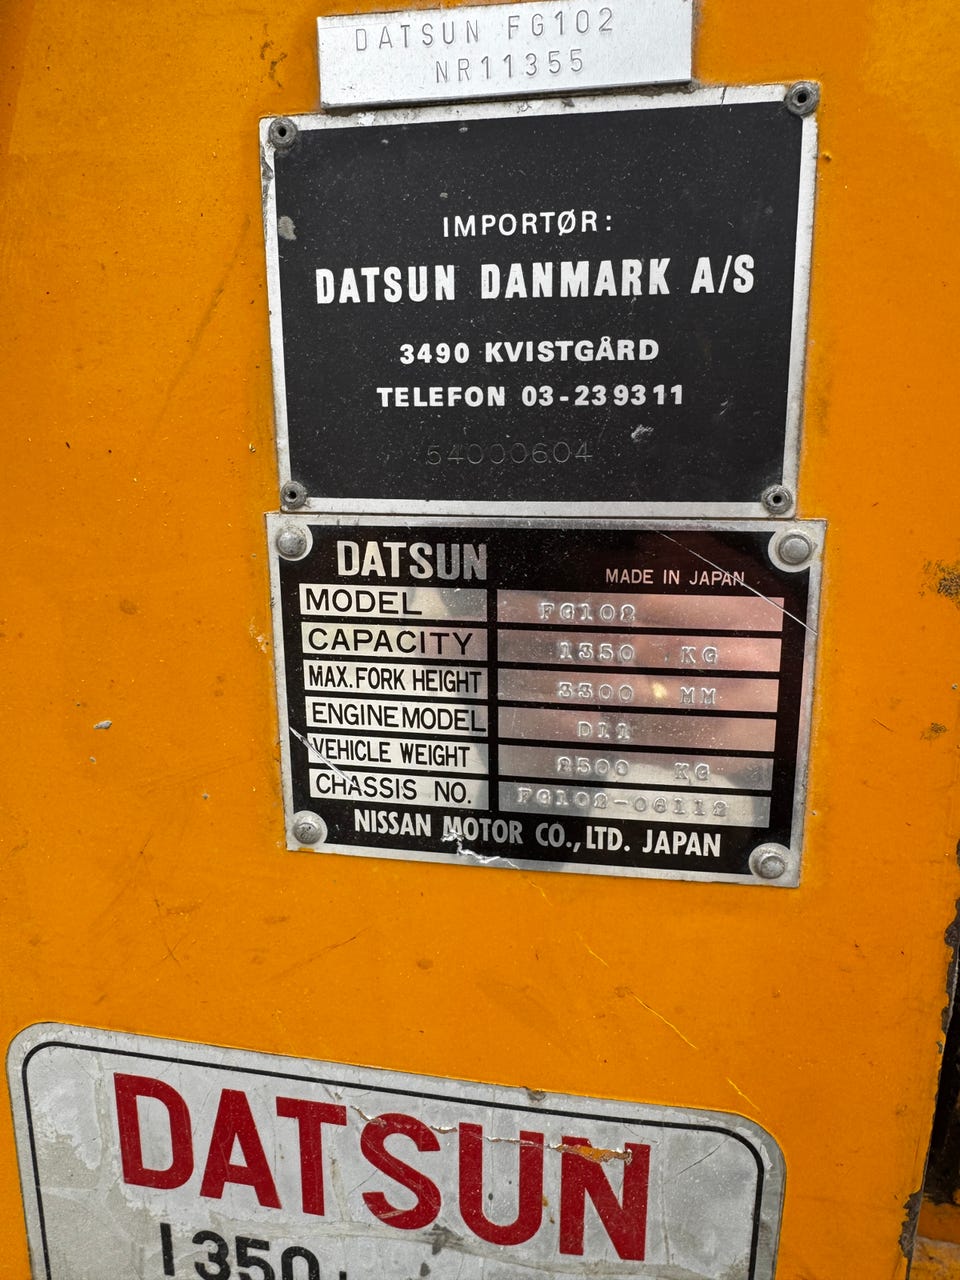 DATSUN FG102
NR11355
IMPORTØR:
DATSUN DANMARK A/S
3490 KVISTGÅRD
TELEFON 03-239311
54000604
DATSUN
MADE IN JAPAN
MODEL FG102
CAPACITY 1350 KG
MAX. FORK HEIGHT 3300 MM
ENGINE MODEL D11
VEHICLE WEIGHT 2500 KG
CHASSIS NO. FG102-06112
NISSAN MOTOR CO., LTD. JAPAN
DATSUN
1350